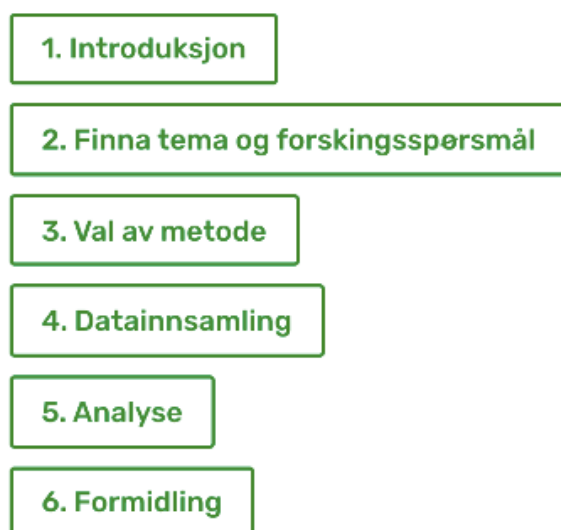 1. Introduksjon
2. Finna tema og forskingsspørsmål
3. Val av metode
4. Datainnsamling
5. Analyse
6. Formidling